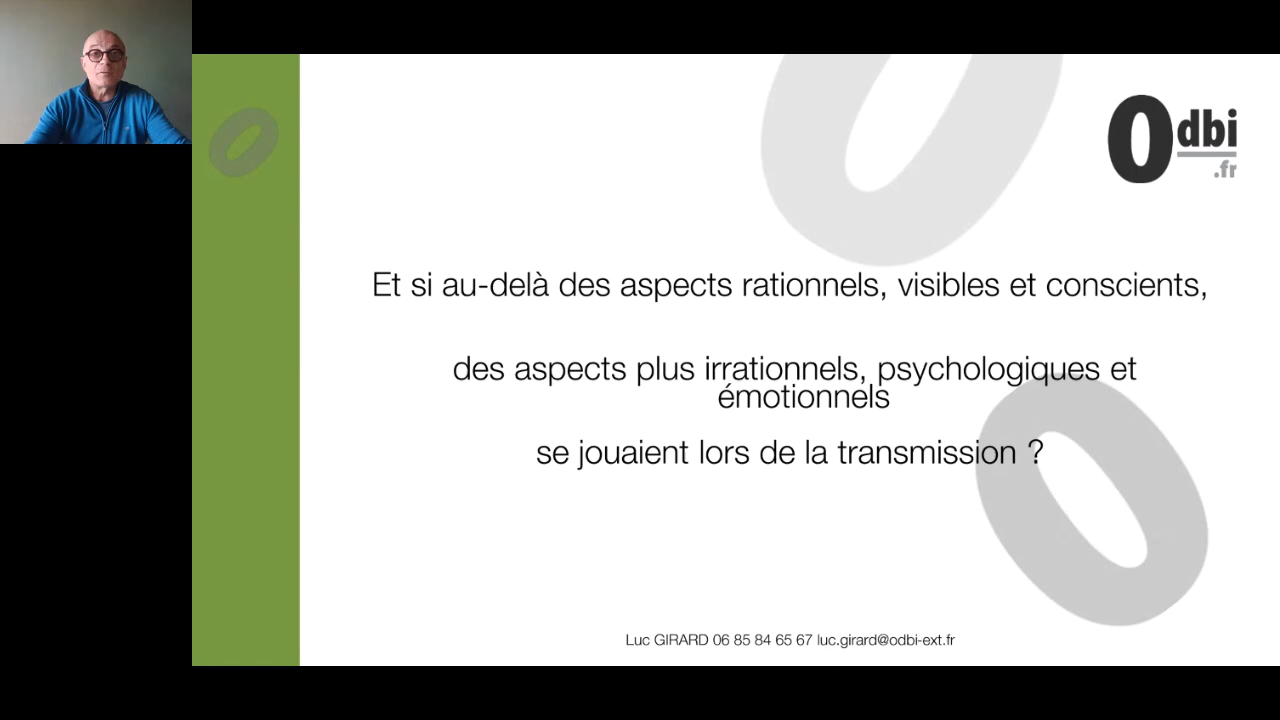 Odbi
.fr
Et si au-delà des aspects rationnels, visibles et conscients,
des aspects plus irrationnels, psychologiques et
émotionnels
se jouaient lors de la transmission ?
Luc GIRARD 06 85 84 65 67 luc.girard@odbi-ext.fr